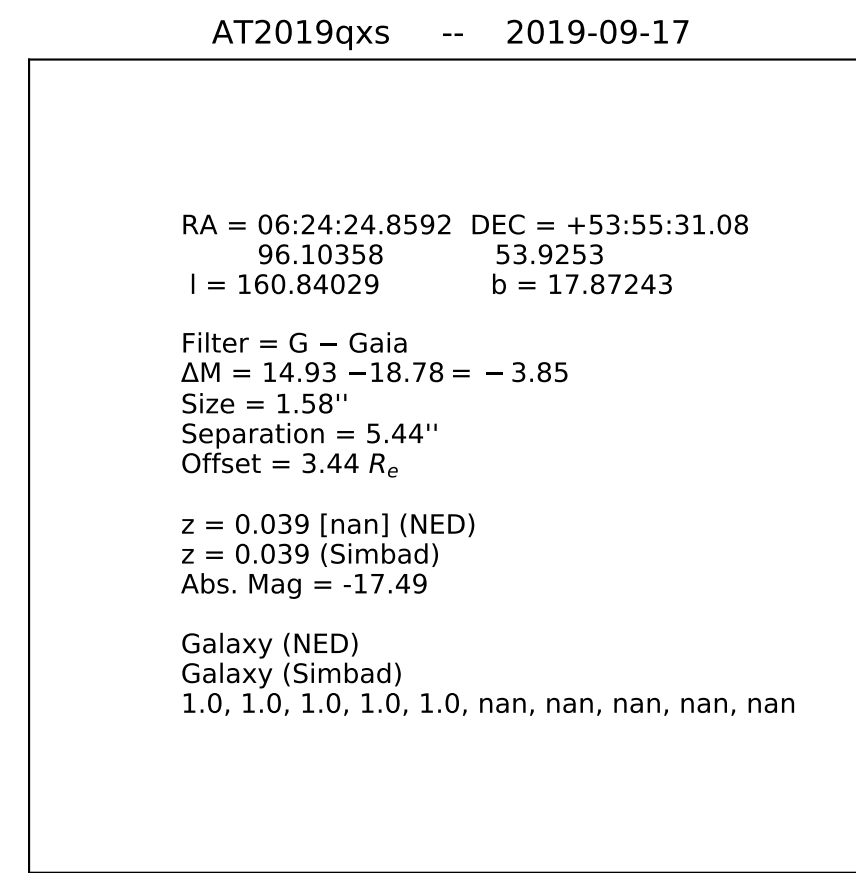 AT2019qxs -- 2019-09-17
RA = 06:24:24.8592 DEC = +53:55:31.08
96.10358 53.9253
l = 160.84029 b = 17.87243
Filter = G − Gaia
ΔM = 14.93 −18.78 = − 3.85
Size = 1.58''
Separation = 5.44''
Offset = 3.44 Re
z = 0.039 [nan] (NED)
z = 0.039 (Simbad)
Abs. Mag = -17.49
Galaxy (NED)
Galaxy (Simbad)
1.0, 1.0, 1.0, 1.0, 1.0, nan, nan, nan, nan, nan